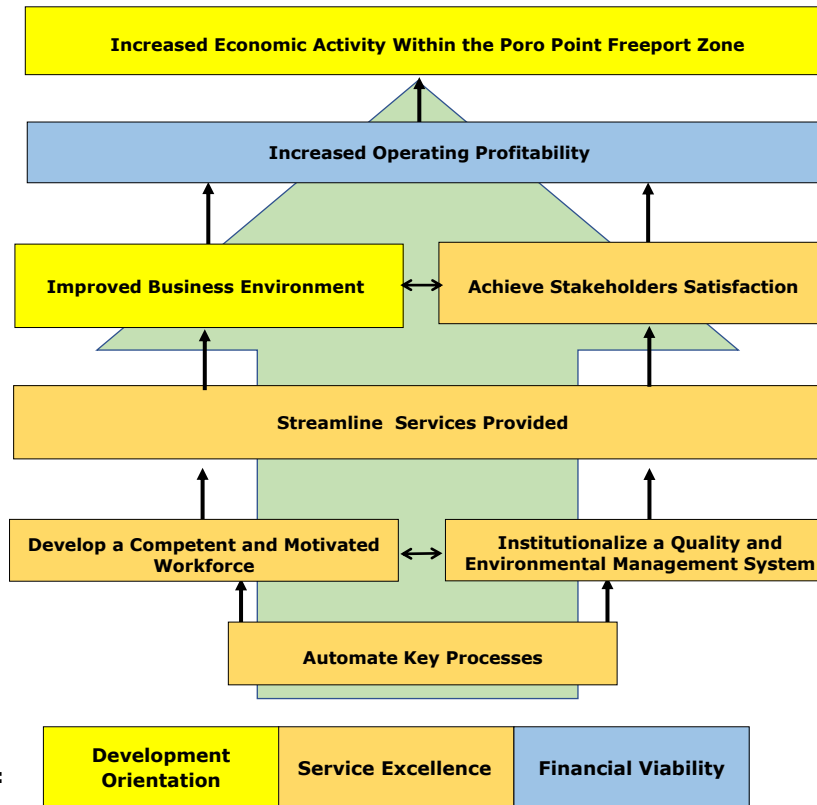 Increased Economic Activity Within the Poro Point Freeport Zone
Increased Operating Profitability
Improved Business Environment
Achieve Stakeholders Satisfaction
Streamline Services Provided
Develop a Competent and Motivated
Workforce
Institutionalize a Quality and
Environmental Management System
Automate Key Processes
:
Development
Orientation
Service Excellence
Financial Viability